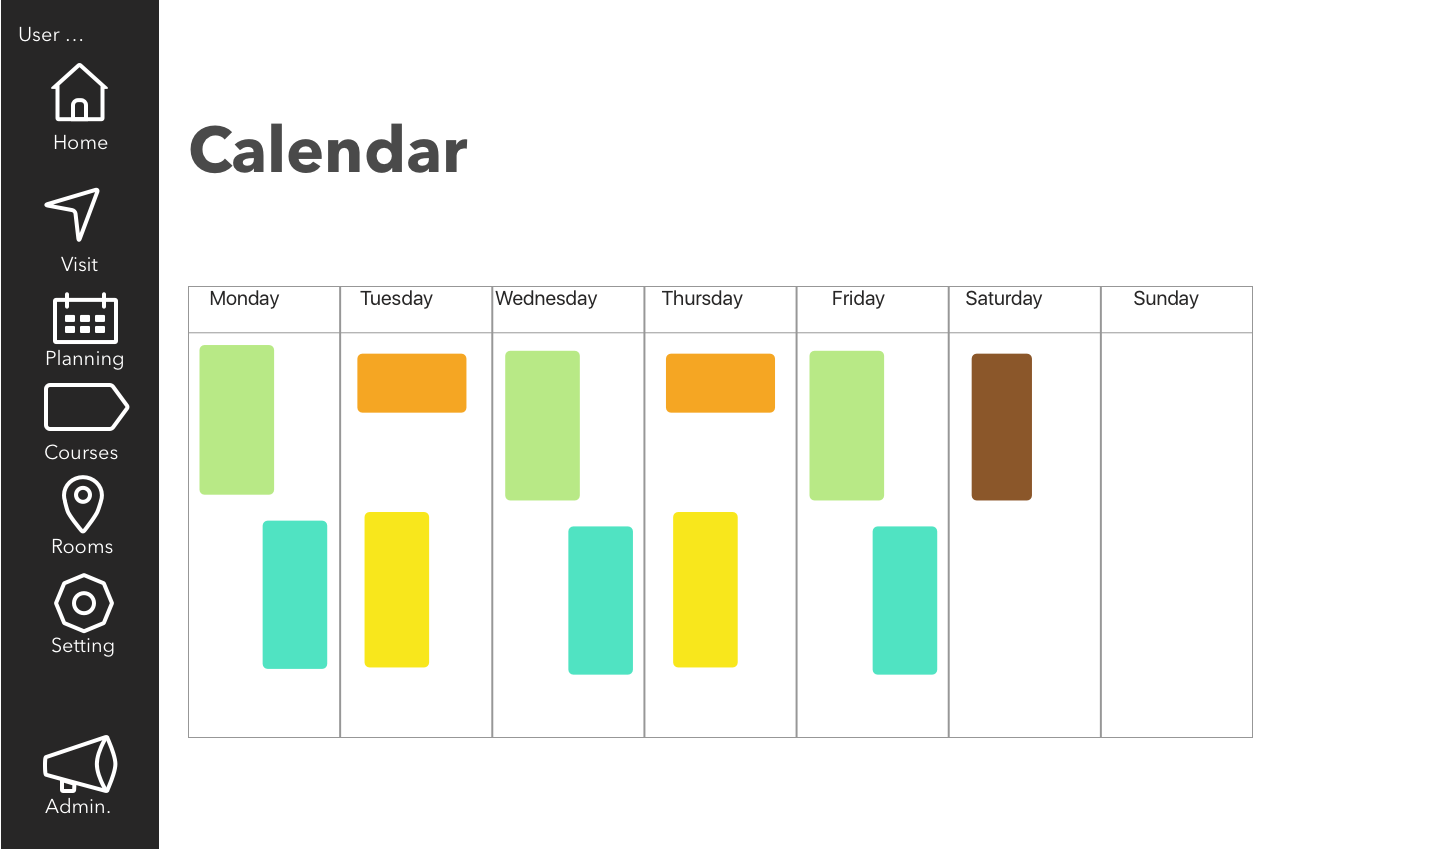 User ...
Home
Visit
Planning
Courses
Rooms
Setting
Admin.
Calendar
Monday Tuesday Wednesday Thursday Friday Saturday Sunday